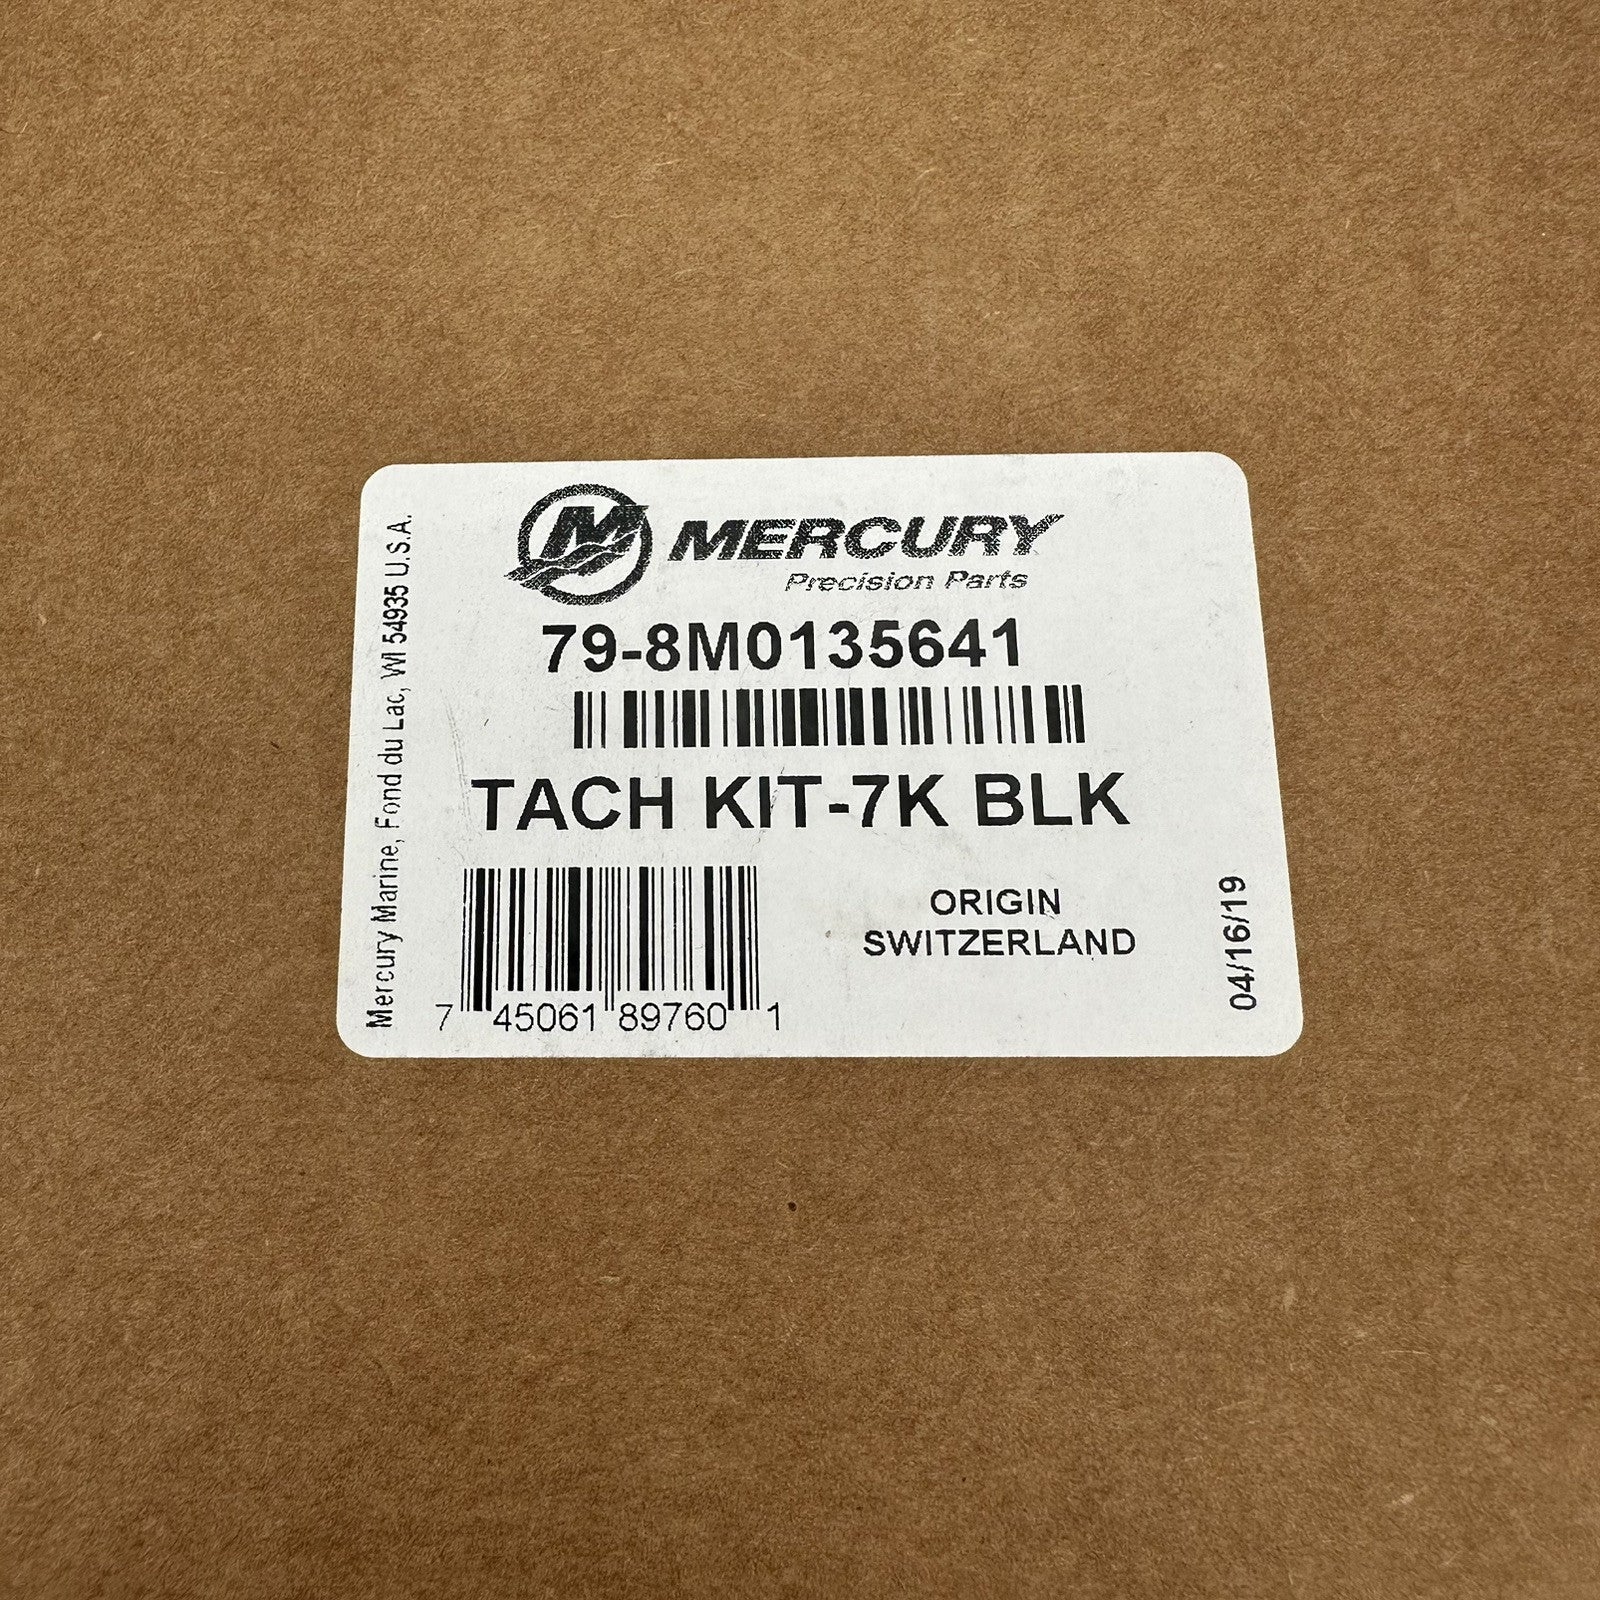 M MERCURY
Precision Parts
79-8M0135641
TACH KIT-7K BLK
7 45061 89760 1
ORIGIN
SWITZERLAND
04/16/19
Mercury Marine, Fond du Lac, WI 54935 U.S.A.